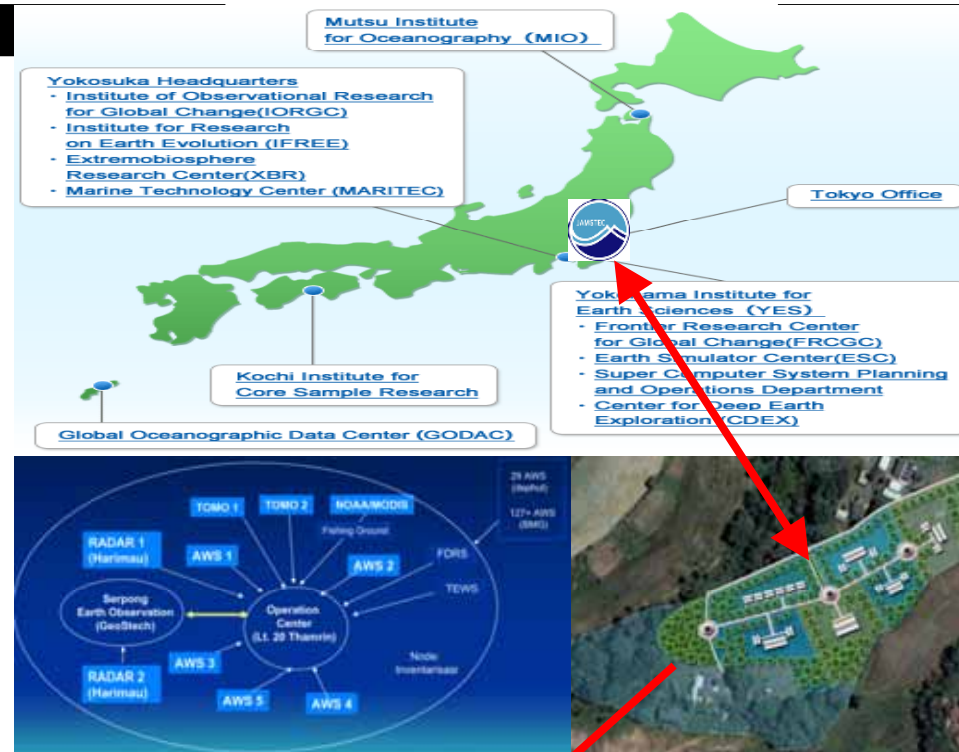 Mutsu Institute
for Oceanography (MIO)
Yokosuka Headquarters
· Institute of Observational Research
for Global Change(IORGC)
· Institute for Research
on Earth Evolution (IFREE)
· Extremobiosphere
Research Center(XBR)
· Marine Technology Center (MARITEC)
Tokyo Office
JAMSTEC
Yokohama Institute for
Earth Sciences (YES)
· Frontier Research Center
for Global Change(FRCGC)
· Earth Simulator Center(ESC)
· Super Computer System Planning
and Operations Department
· Center for Deep Earth
Exploration (CDEX)
Kochi Institute for
Core Sample Research
Global Oceanographic Data Center (GODAC)
TOMO 1
TOMO 2
NOAA/MODIS
Fishing Ground
RADAR 1
(Harimau)
AWS 1
AWS 2
FDRS
TEWS
Serpong
Earth Observation
(GeoStech)
Operation
Center
(Lt. 20 Thamrin)
AWS 3
Node
Inventarisasi
RADAR 2
(Harimau)
AWS 5
AWS 4
AWS
127+ AWS
(BMG)